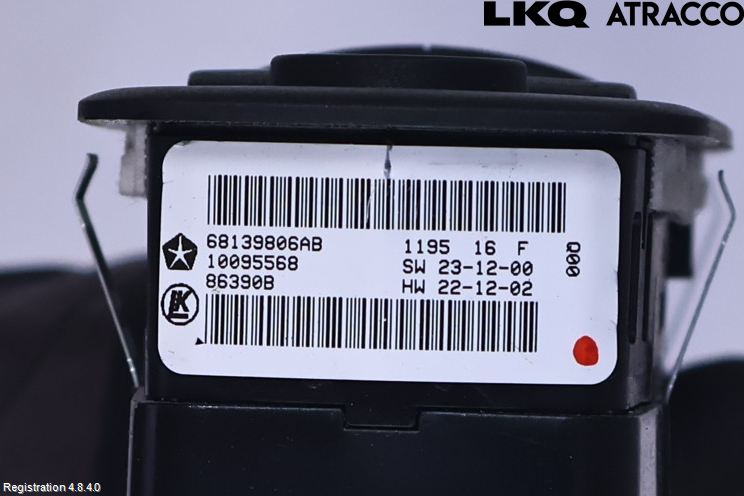 LKQ ATRACCO
68139806AB 1195 16 F
10095568 SW 23-12-00
86390B HW 22-12-02
Q00
K
Registration 4.8.4.0